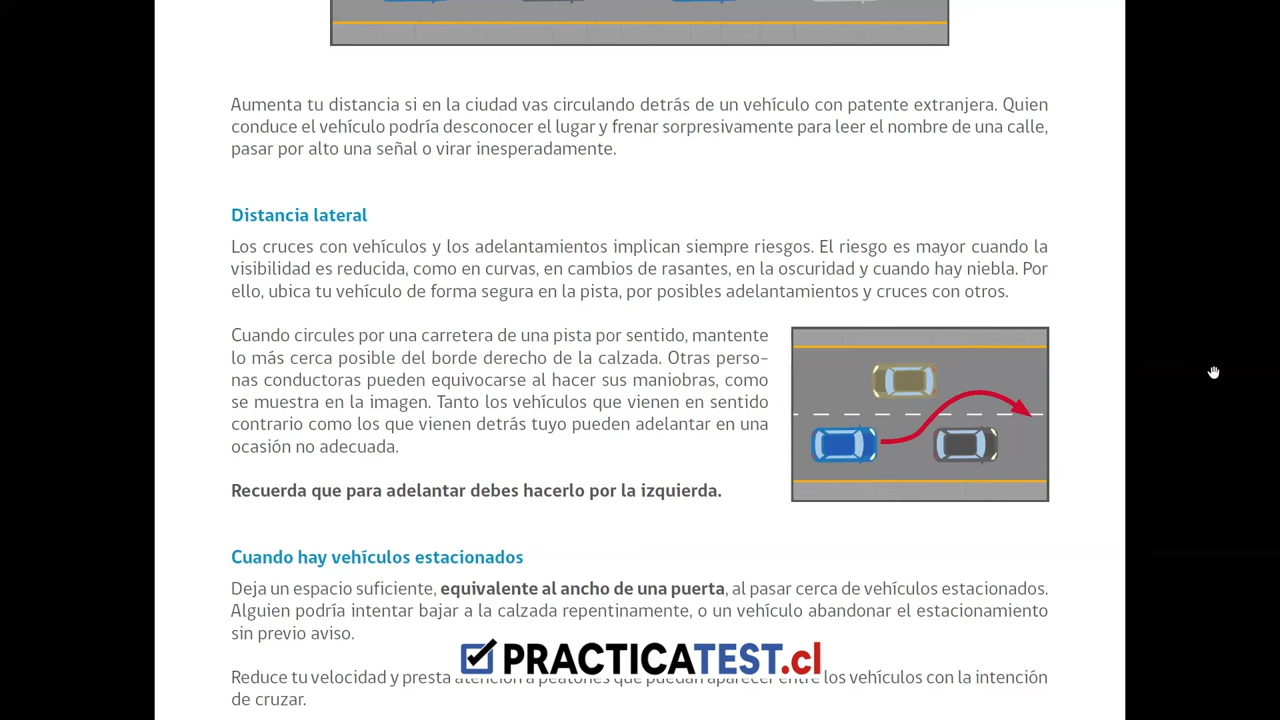 Aumenta tu distancia si en la ciudad vas circulando detrás de un vehículo con patente extranjera. Quien
conduce el vehículo podría desconocer el lugar y frenar sorpresivamente para leer el nombre de una calle,
pasar por alto una señal o virar inesperadamente.
Distancia lateral
Los cruces con vehículos y los adelantamientos implican siempre riesgos. El riesgo es mayor cuando la
visibilidad es reducida, como en curvas, en cambios de rasantes, en la oscuridad y cuando hay niebla. Por
ello, ubica tu vehículo de forma segura en la pista, por posibles adelantamientos y cruces con otros.
Cuando circules por una carretera de una pista por sentido, mantente
lo más cerca posible del borde derecho de la calzada. Otras perso-
nas conductoras pueden equivocarse al hacer sus maniobras, como
se muestra en la imagen. Tanto los vehículos que vienen en sentido
contrario como los que vienen detrás tuyo pueden adelantar en una
ocasión no adecuada.
Recuerda que para adelantar debes hacerlo por la izquierda.
Cuando hay vehículos estacionados
Deja un espacio suficiente, equivalente al ancho de una puerta, al pasar cerca de vehículos estacionados.
Alguien podría intentar bajar a la calzada repentinamente, o un vehículo abandonar el estacionamiento
sin previo aviso.
PRACTICATEST.cl
Reduce tu velocidad y presta atención a peatones que puedan aparecer entre los vehículos con la intención
de cruzar.